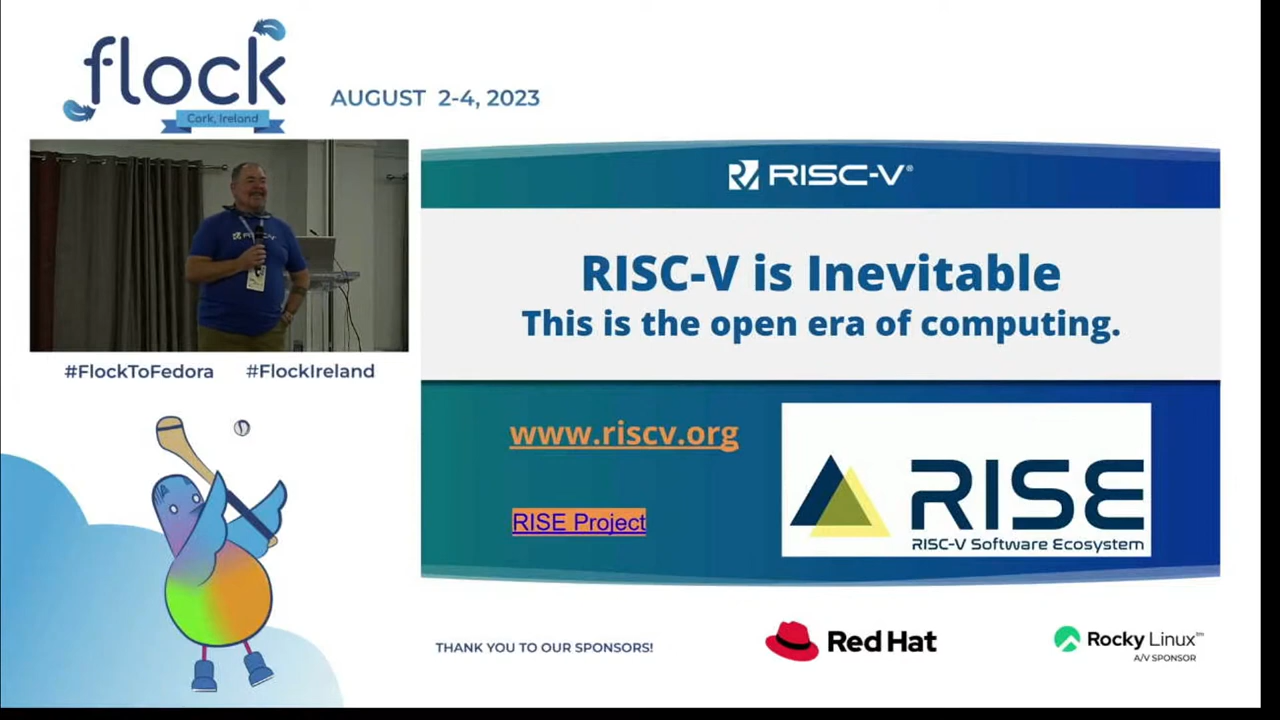 flock
Cork, Ireland
AUGUST 2-4, 2023
RISC-V
#FlockToFedora #FlockIreland
RISC-V®
RISC-V is Inevitable
This is the open era of computing.
www.riscv.org
RISE Project
RISE
RISC-V Software Ecosystem
THANK YOU TO OUR SPONSORS!
Red Hat
Rocky Linux™
A/V SPONSOR